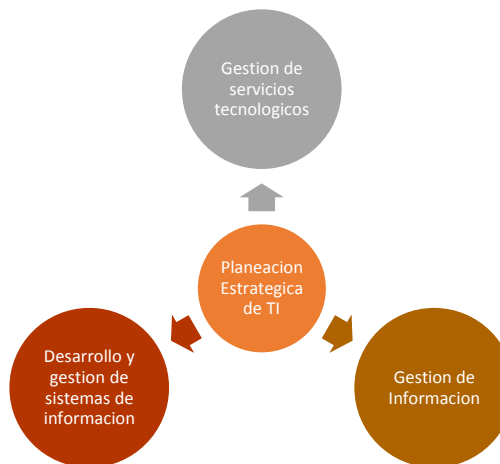 Gestion de
servicios
tecnologicos
Planeacion
Estrategica
de TI
Desarrollo y
gestion de
sistemas de
informacion
Gestion de
Informacion